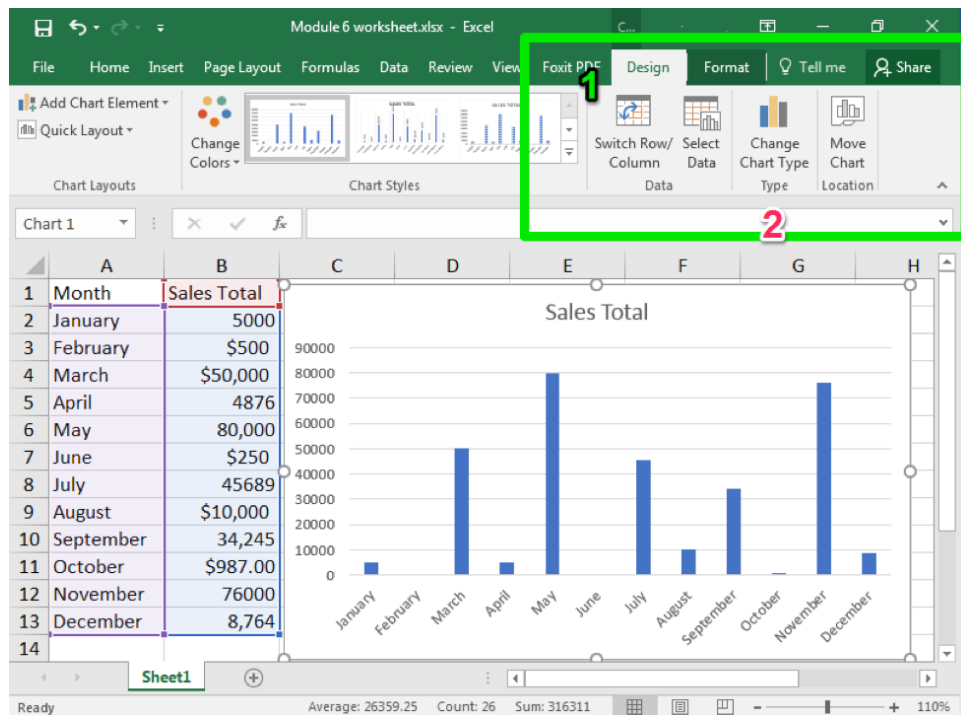 Module 6 worksheet.xlsx - Excel C...
File Home Insert Page Layout Formulas Data Review View Foxit PDF Design Format Tell me Share
1
Add Chart Element
Quick Layout
Change Colors
Switch Row/ Column
Select Data
Change Chart Type
Move Chart
Chart Layouts Chart Styles Data Type Location
2
Chart 1 fx
A B C D E F G H
1 Month Sales Total
2 January 5000
3 February $500
4 March $50,000
5 April 4876
6 May 80,000
7 June $250
8 July 45689
9 August $10,000
10 September 34,245
11 October $987.00
12 November 76000
13 December 8,764
14
Sales Total
90000
80000
70000
60000
50000
40000
30000
20000
10000
0
January February March April May June July August September October November December
Sheet1
Ready Average: 26359.25 Count: 26 Sum: 316311 110%